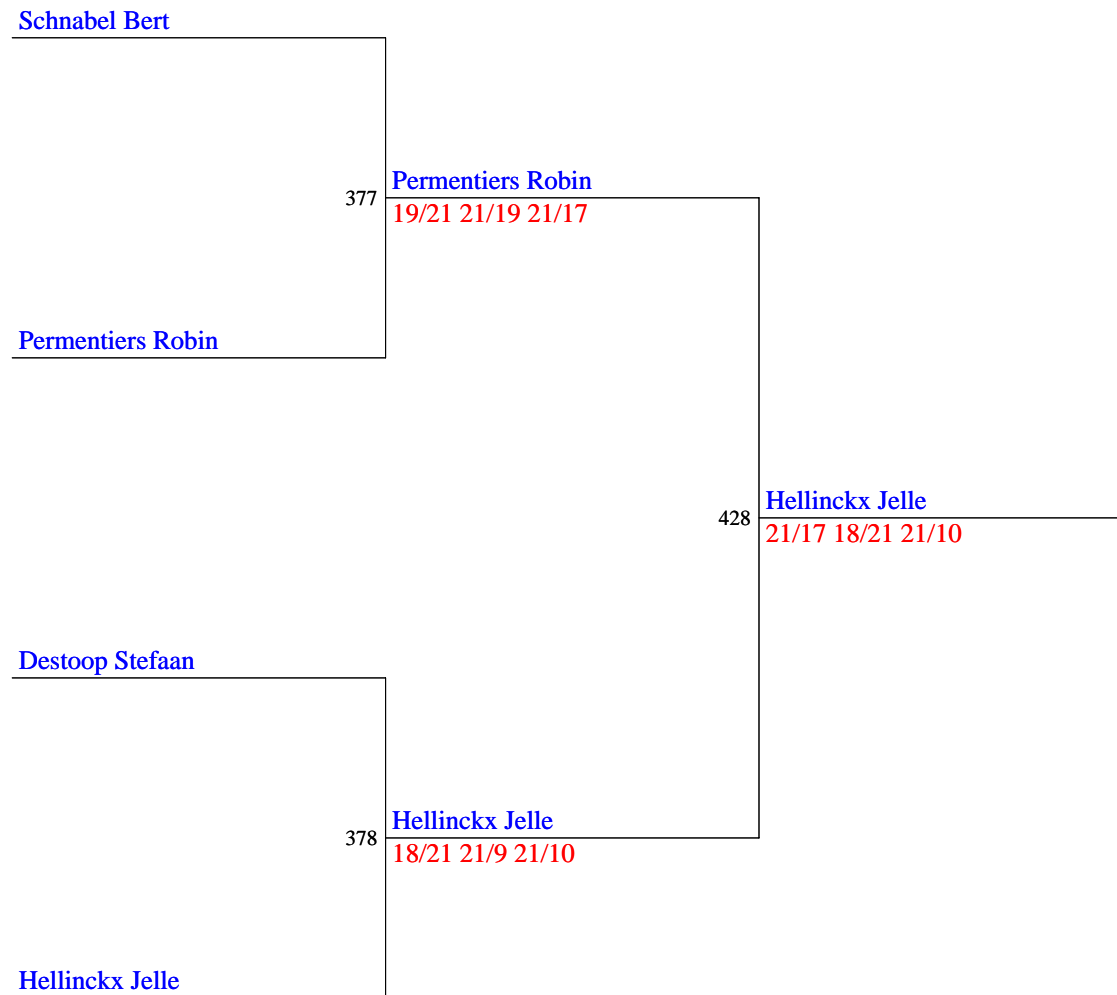 Schnabel Bert
377
Permentiers Robin
19/21 21/19 21/17
Permentiers Robin
428
Hellinckx Jelle
21/17 18/21 21/10
Destoop Stefaan
378
Hellinckx Jelle
18/21 21/9 21/10
Hellinckx Jelle